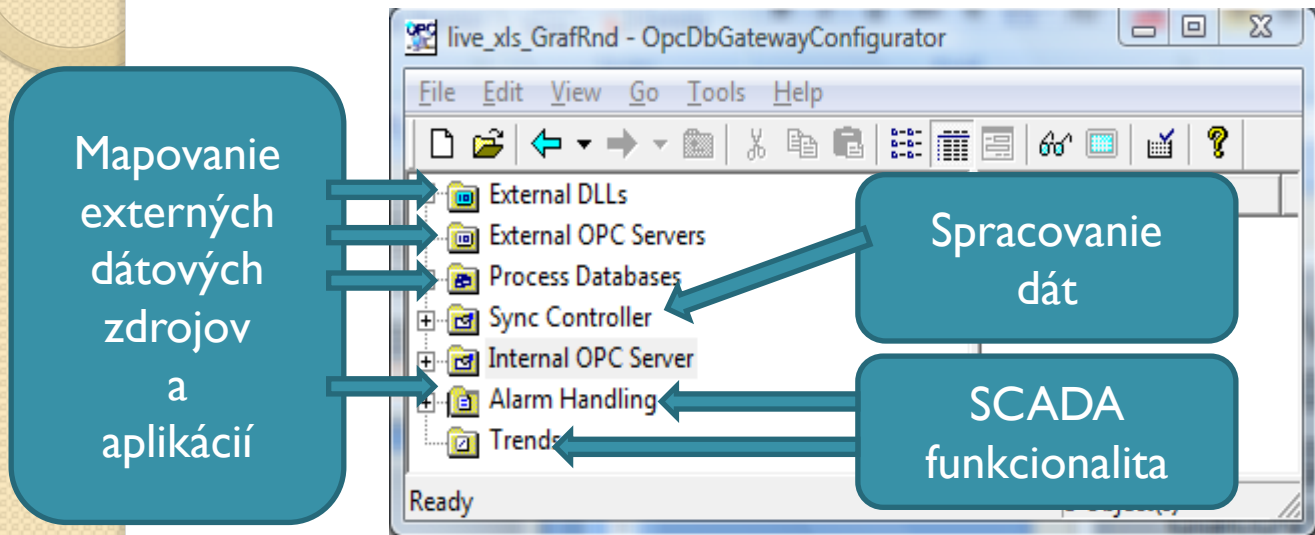 Mapovanie
externých
dátových
zdrojov
a
aplikácií
live_xls_GrafRnd - OpcDbGatewayConfigurator
File Edit View Go Tools Help
External DLLs
External OPC Servers
Process Databases
Sync Controller
Internal OPC Server
Alarm Handling
Trends
Ready
Spracovanie
dát
SCADA
funkcionalita